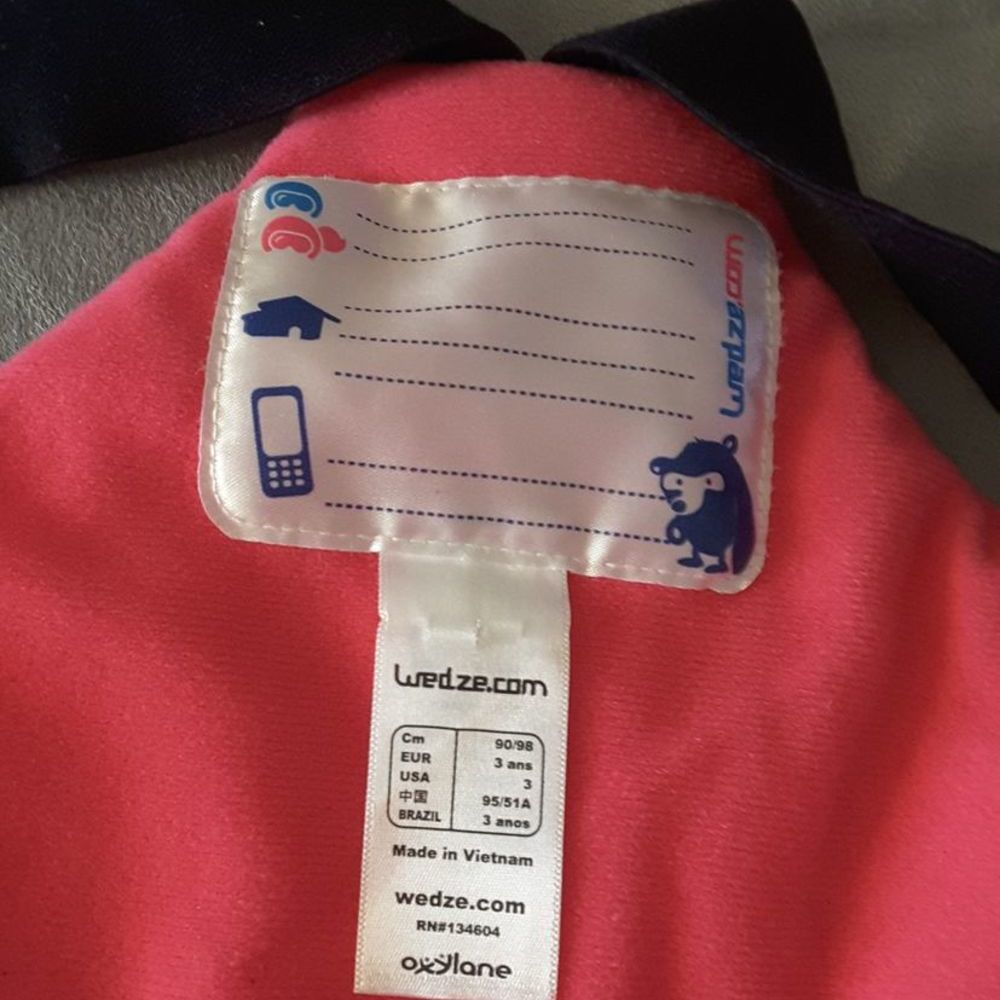 wedze.com
wedze.com
Cm 90/98
EUR 3 ans
USA 3
中国 95/51A
BRAZIL 3 anos
Made in Vietnam
wedze.com
RN#134604
oxylane